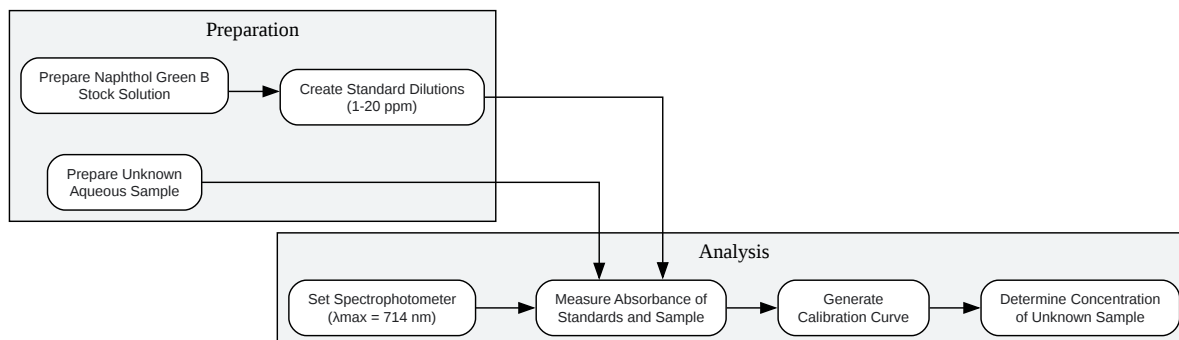 Preparation
Prepare Naphthol Green B
Stock Solution
Create Standard Dilutions
(1-20 ppm)
Prepare Unknown
Aqueous Sample
Analysis
Set Spectrophotometer
(λmax = 714 nm)
Measure Absorbance of
Standards and Sample
Generate
Calibration Curve
Determine Concentration
of Unknown Sample